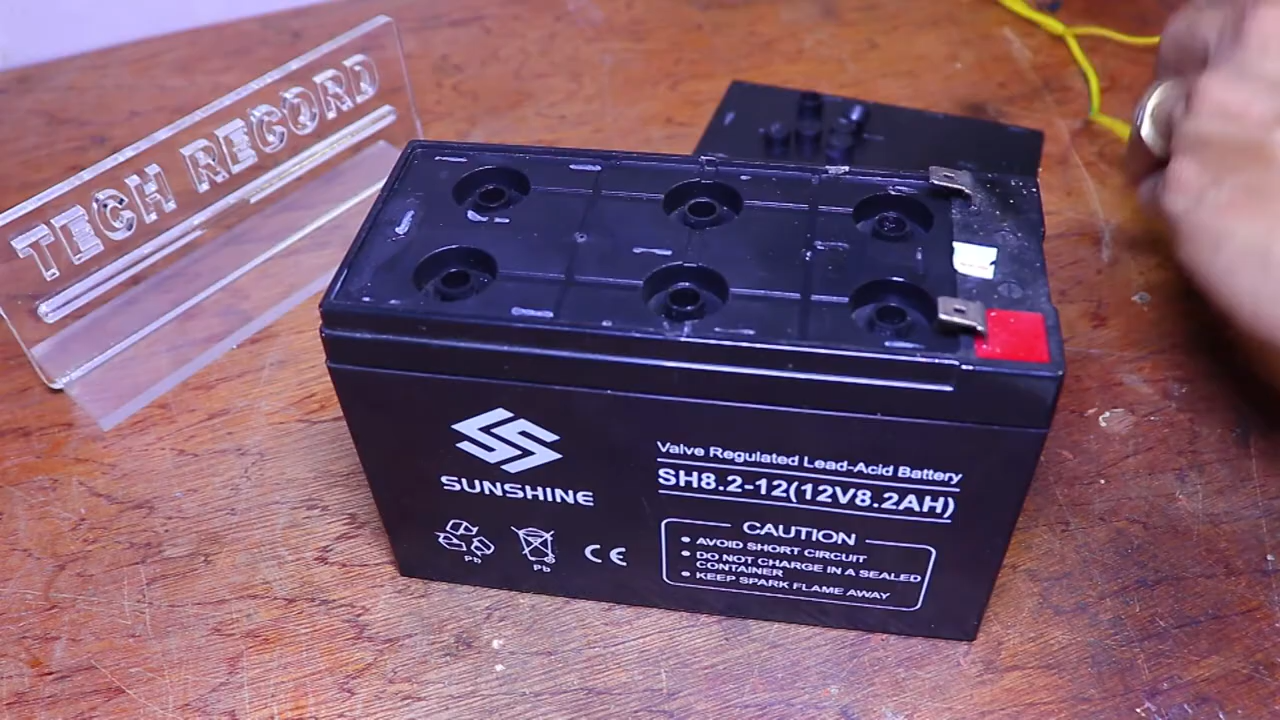 TECH RECORD
SUNSHINE
Pb
Pb
CE
Valve Regulated Lead-Acid Battery
SH8.2-12(12V8.2AH)
CAUTION
● AVOID SHORT CIRCUIT
● DO NOT CHARGE IN A SEALED
CONTAINER
● KEEP SPARK FLAME AWAY